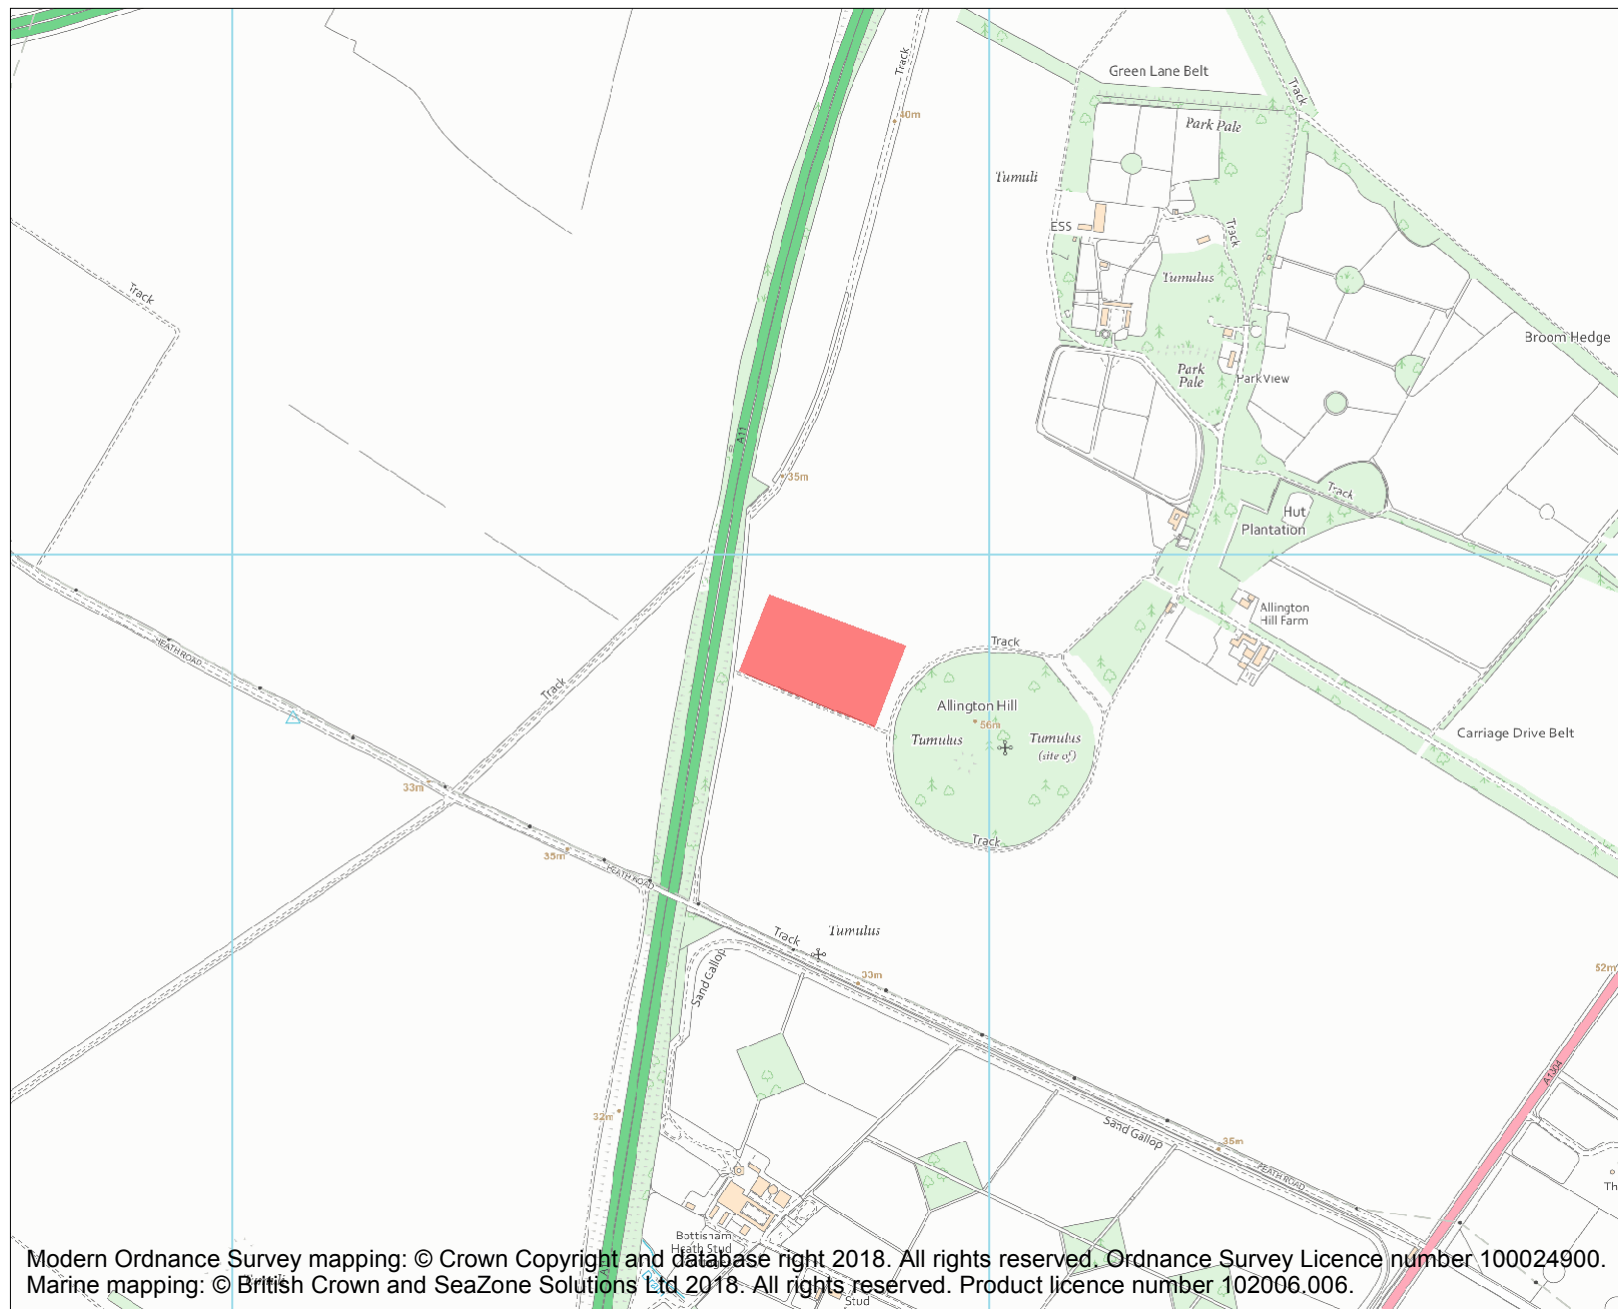 Green Lane Belt
Track
Track
40m
Park Pale
Tumuli
ESS
Track
Tumulus
Track
Broom Hedge
Park
Pale
Park View
A11
35m
Track
Hut
Plantation
Allington
Hill Farm
HEATH ROAD
Track
Track
Allington Hill
56m
Tumulus
Tumulus
(site of)
Carriage Drive Belt
33m
Track
35m
HEATH ROAD
Track
Tumulus
Sand Gallop
33m
52m
A1304
32m
Sand Gallop
35m
HEATH ROAD
Th
Bottisham
Heath Stud
Modern Ordnance Survey mapping: © Crown Copyright and database right 2018. All rights reserved. Ordnance Survey Licence number 100024900.
Marine mapping: © British Crown and SeaZone Solutions Ltd 2018. All rights reserved. Product licence number 102006.006.
Stud